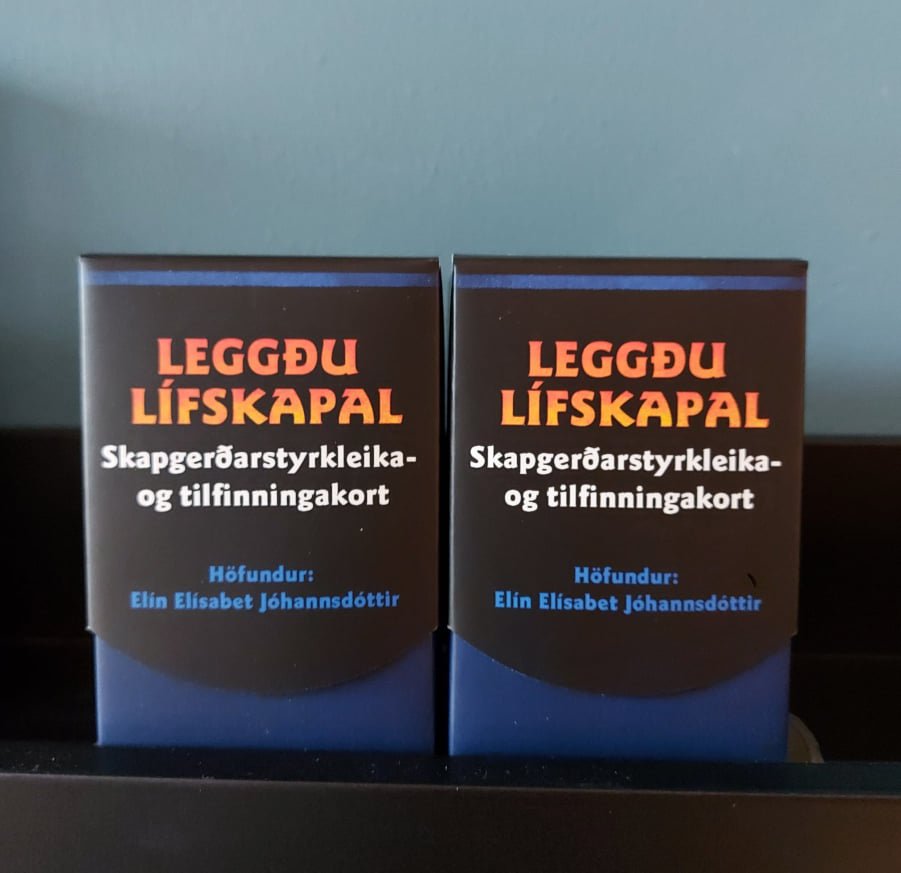 LEGGÐU
LÍFSKAPAL
Skapgerðarstyrkleika-
og tilfinningakort
Höfundur:
Elín Elísabet Jóhannsdóttir
LEGGÐU
LÍFSKAPAL
Skapgerðarstyrkleika-
og tilfinningakort
Höfundur:
Elín Elísabet Jóhannsdóttir